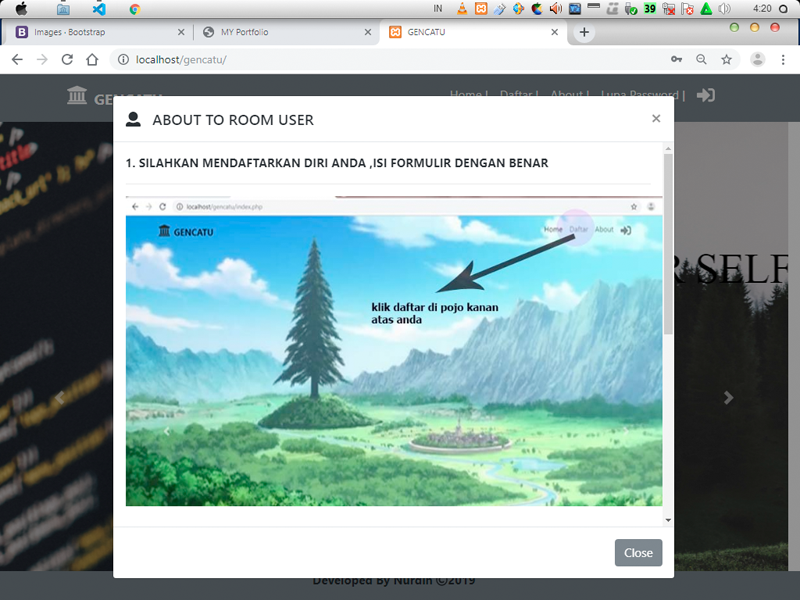 IN
39
4:20
Images · Bootstrap
MY Portfolio
GENCATU
localhost/gencatu/
GENCATU
Home | Daftar | About | Lupa Password |
ABOUT TO ROOM USER
1. SILAHKAN MENDAFTARKAN DIRI ANDA ,ISI FORMULIR DENGAN BENAR
localhost/gencatu/index.php
GENCATU
Home Daftar About
klik daftar di pojo kanan
atas anda
SELF
Close
Developed By Nurdin ©2019